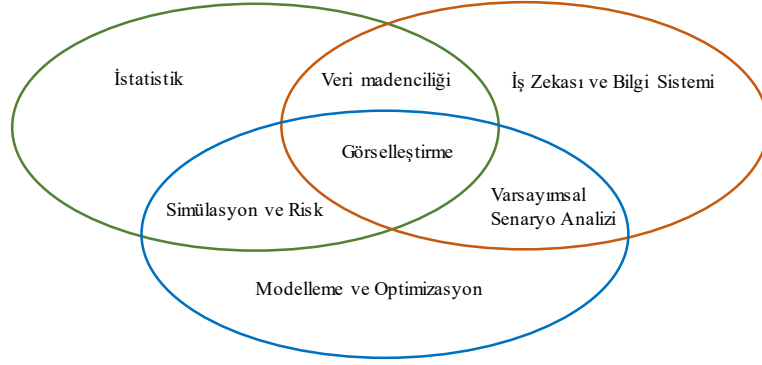 İstatistik
Veri madenciliği
İş Zekası ve Bilgi Sistemi
Görselleştirme
Simülasyon ve Risk
Varsayımsal
Senaryo Analizi
Modelleme ve Optimizasyon